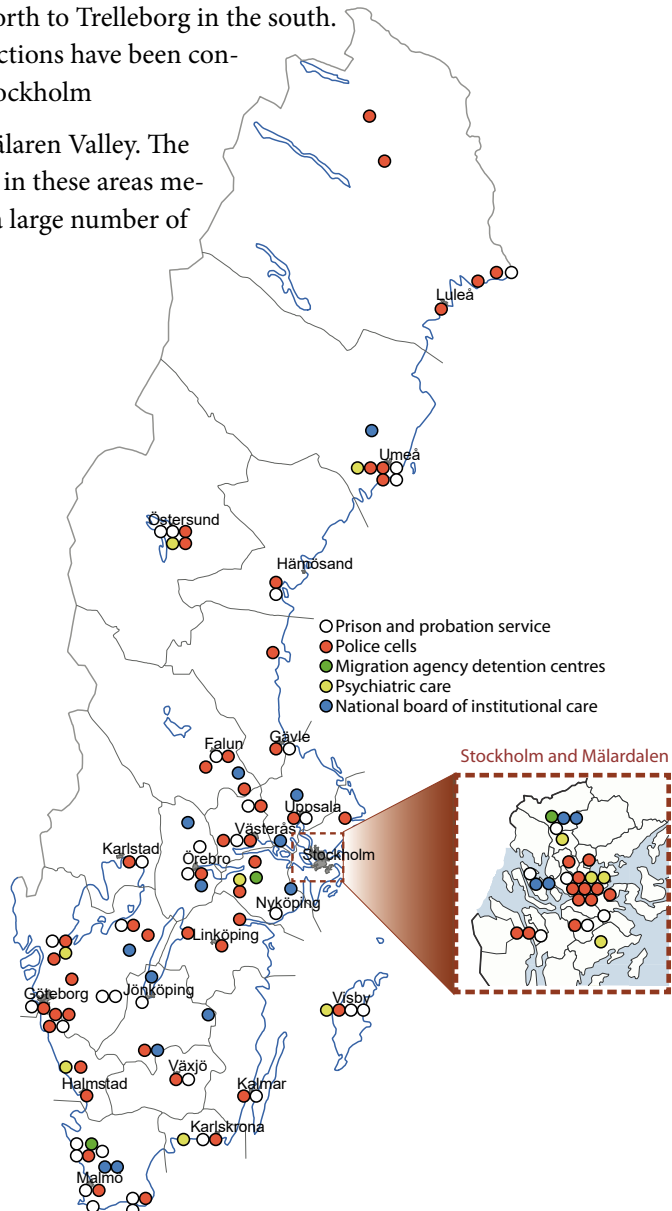 orth to Trelleborg in the south.
ctions have been con-
ockholm
älaren Valley. The
in these areas me-
a large number of
Luleå
Umeå
Östersund
Härnösand
Prison and probation service
Police cells
Migration agency detention centres
Psychiatric care
National board of institutional care
Falun
Gävle
Stockholm and Mälardalen
Uppsala
Västerås
Karlstad
Örebro
Stockholm
Nyköping
Linköping
Göteborg
Jönköping
Visby
Växjö
Halmstad
Kalmar
Karlskrona
Malmö